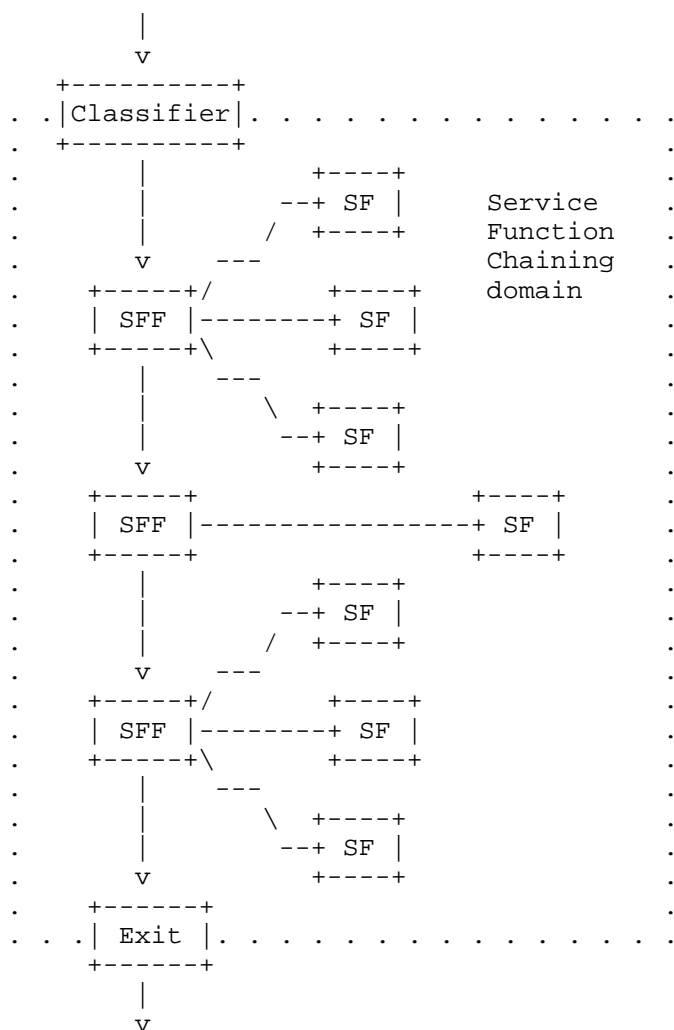 Classifier
SF
Service
Function
Chaining
domain
SFF SF
SF
SFF SF
SF
SFF SF
SF
Exit